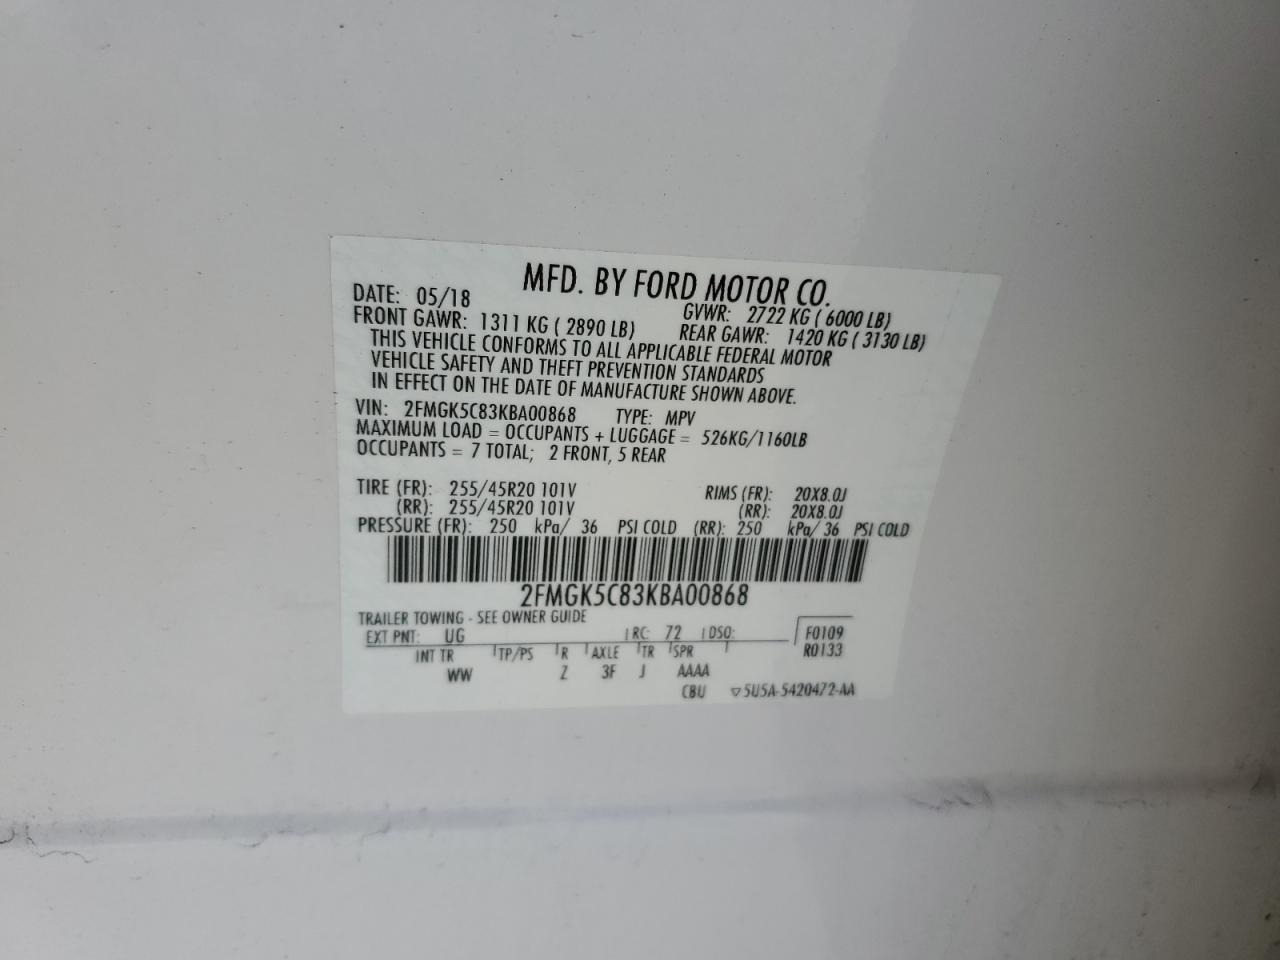 MFD. BY FORD MOTOR CO.
DATE: 05/18 GVWR: 2722 KG ( 6000 LB)
FRONT GAWR: 1311 KG ( 2890 LB) REAR GAWR: 1420 KG ( 3130 LB)
THIS VEHICLE CONFORMS TO ALL APPLICABLE FEDERAL MOTOR
VEHICLE SAFETY AND THEFT PREVENTION STANDARDS
IN EFFECT ON THE DATE OF MANUFACTURE SHOWN ABOVE.
VIN: 2FMGK5C83KBA00868 TYPE: MPV
MAXIMUM LOAD = OCCUPANTS + LUGGAGE = 526KG/1160LB
OCCUPANTS = 7 TOTAL; 2 FRONT, 5 REAR
TIRE (FR): 255/45R20 101V RIMS (FR): 20X8.0J
(RR): 255/45R20 101V (RR): 20X8.0J
PRESSURE (FR): 250 kPa/ 36 PSI COLD (RR): 250 kPa/ 36 PSI COLD
2FMGK5C83KBA00868
TRAILER TOWING - SEE OWNER GUIDE
EXT PNT: UG RC: 72 DSO: F0109
INT TR TP/PS R AXLE TR SPR R0133
WW Z 3F J AAAA
CBU ▽5U5A-5420472-AA